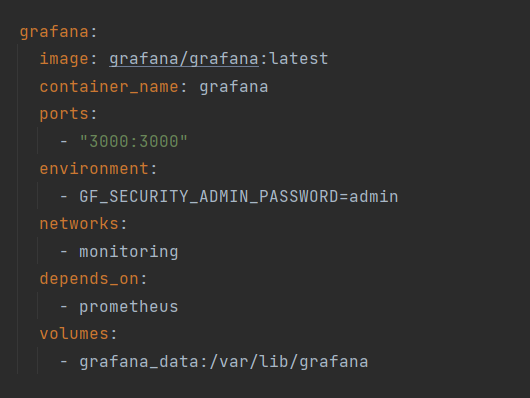 grafana:
  image: grafana/grafana:latest
  container_name: grafana
  ports:
    - "3000:3000"
  environment:
    - GF_SECURITY_ADMIN_PASSWORD=admin
  networks:
    - monitoring
  depends_on:
    - prometheus
  volumes:
    - grafana_data:/var/lib/grafana